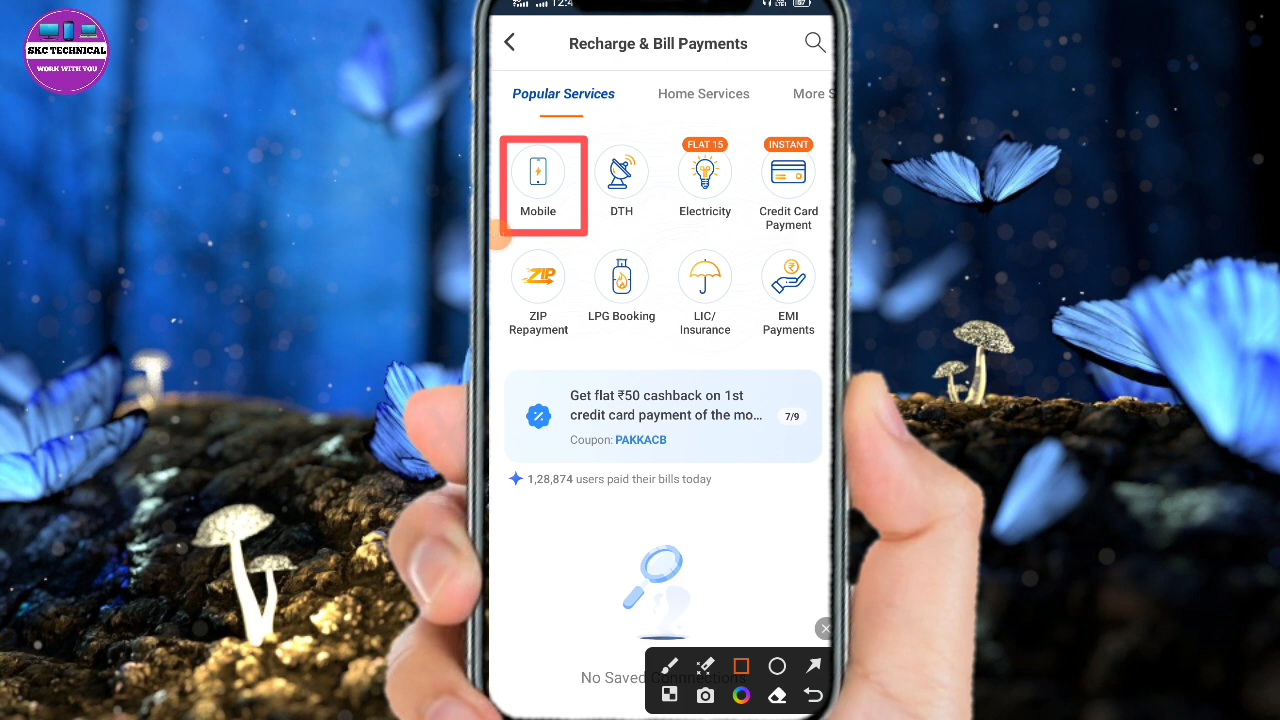 SKC TECHNICAL
WORK WITH YOU
12:4
Recharge & Bill Payments
Popular Services
Home Services
More S
FLAT 15
INSTANT
Mobile
DTH
Electricity
Credit Card
Payment
ZIP
ZIP
Repayment
LPG Booking
LIC/
Insurance
EMI
Payments
Get flat ₹50 cashback on 1st
credit card payment of the mo...
7/9
Coupon: PAKKACB
1,28,874 users paid their bills today
No Saved Connections